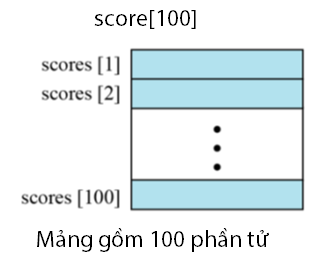 score[100]
scores [1]
scores [2]
scores [100]
Mảng gồm 100 phần tử